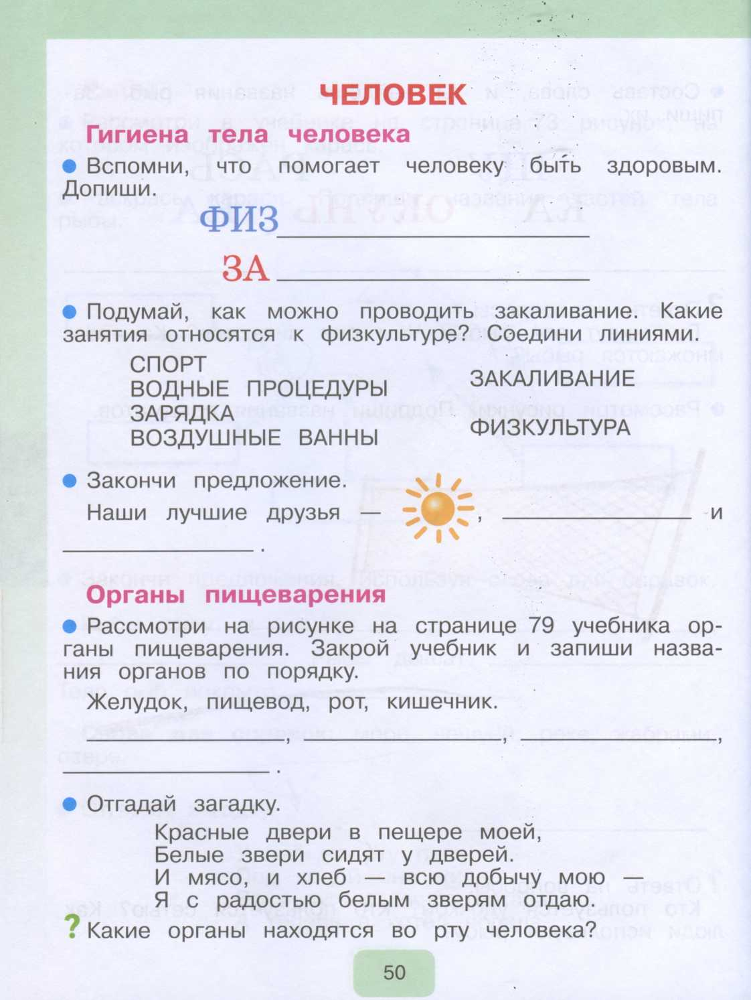 ЧЕЛОВЕК
Гигиена тела человека
Вспомни, что помогает человеку быть здоровым.
Допиши.
ФИЗ
ЗА
Подумай, как можно проводить закаливание. Какие
занятия относятся к физкультуре? Соедини линиями.
СПОРТ
ВОДНЫЕ ПРОЦЕДУРЫ
ЗАРЯДКА
ВОЗДУШНЫЕ ВАННЫ
ЗАКАЛИВАНИЕ
ФИЗКУЛЬТУРА
Закончи предложение.
Наши лучшие друзья — , и
.
Органы пищеварения
Рассмотри на рисунке на странице 79 учебника ор-
ганы пищеварения. Закрой учебник и запиши назва-
ния органов по порядку.
Желудок, пищевод, рот, кишечник.
, , ,
.
Отгадай загадку.
Красные двери в пещере моей,
Белые звери сидят у дверей.
И мясо, и хлеб — всю добычу мою —
Я с радостью белым зверям отдаю.
? Какие органы находятся во рту человека?
50